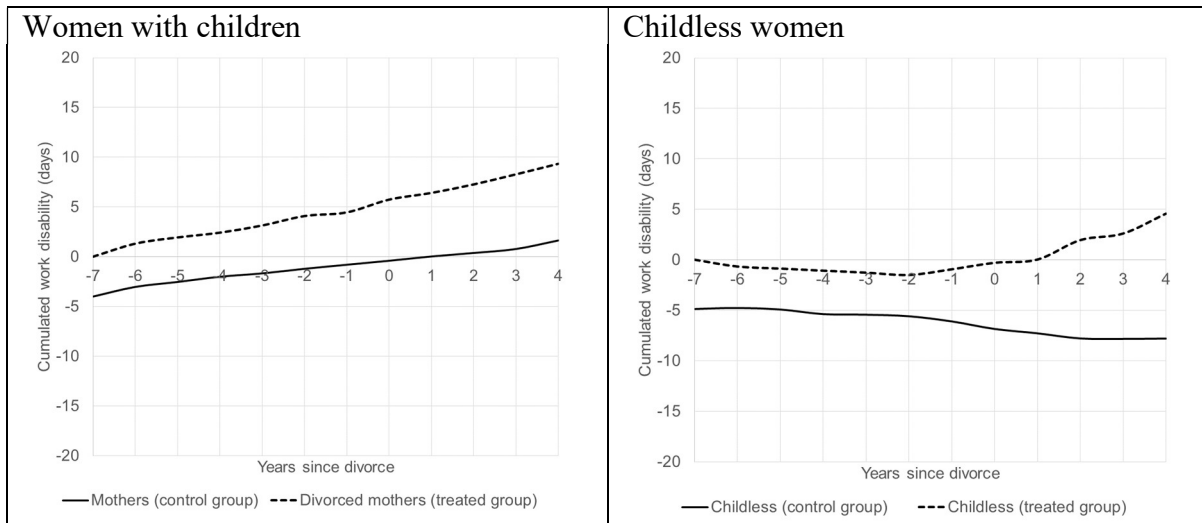 Women with children
20
15
10
5
0
-5
-10
-15
-20
-7 -6 -5 -4 -3 -2 -1 0 1 2 3 4
Cumulated work disability (days)
Years since divorce
Mothers (control group) Divorced mothers (treated group)
Childless women
20
15
10
5
0
-5
-10
-15
-20
-7 -6 -5 -4 -3 -2 -1 0 1 2 3 4
Cumulated work disability (days)
Years since divorce
Childless (control group) Childless (treated group)